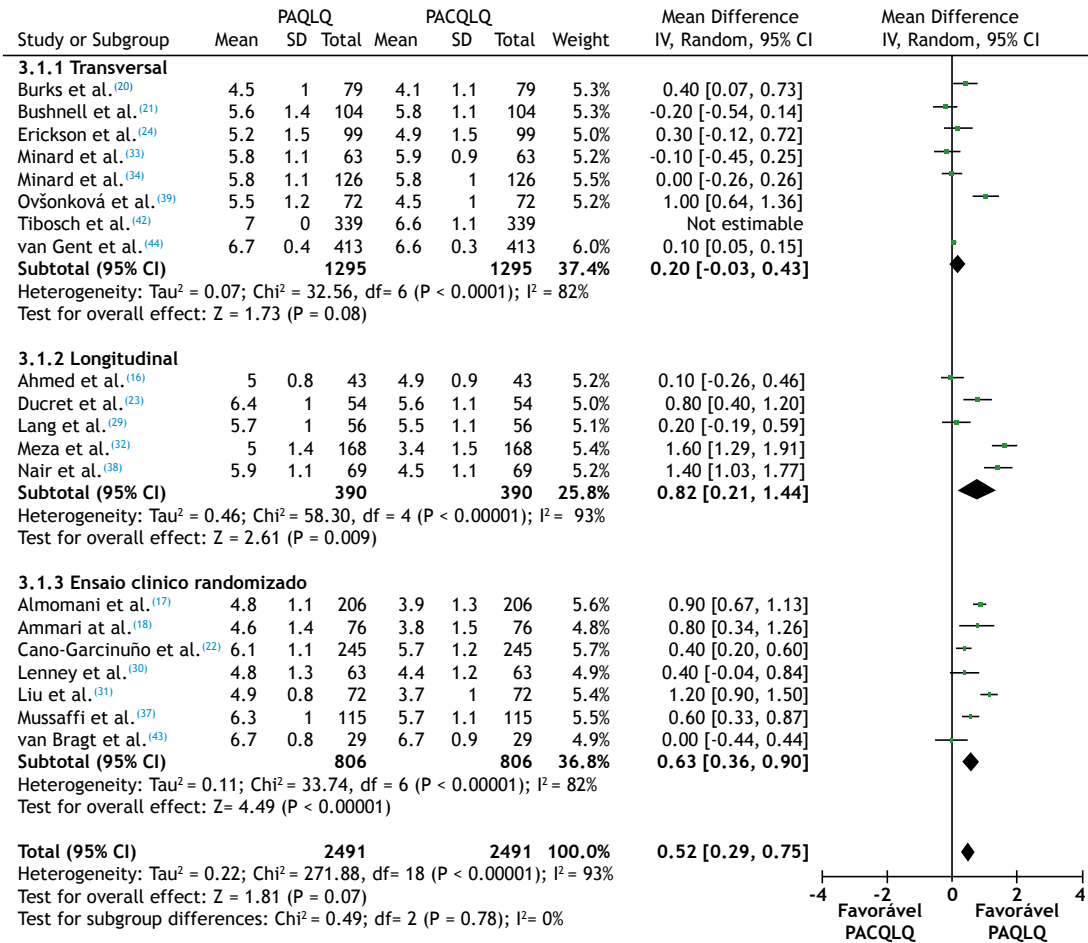 PAQLQ PACQLQ Mean Difference Mean Difference
Study or Subgroup Mean SD Total Mean SD Total Weight IV, Random, 95% CI IV, Random, 95% CI
3.1.1 Transversal
Burks et al.(20) 4.5 1 79 4.1 1.1 79 5.3% 0.40 [0.07, 0.73]
Bushnell et al.(21) 5.6 1.4 104 5.8 1.1 104 5.3% -0.20 [-0.54, 0.14]
Erickson et al.(24) 5.2 1.5 99 4.9 1.5 99 5.0% 0.30 [-0.12, 0.72]
Minard et al.(33) 5.8 1.1 63 5.9 0.9 63 5.2% -0.10 [-0.45, 0.25]
Minard et al.(34) 5.8 1.1 126 5.8 1 126 5.5% 0.00 [-0.26, 0.26]
Ovšonková et al.(39) 5.5 1.2 72 4.5 1 72 5.2% 1.00 [0.64, 1.36]
Tibosch et al.(42) 7 0 339 6.6 1.1 339 Not estimable
van Gent et al.(44) 6.7 0.4 413 6.6 0.3 413 6.0% 0.10 [0.05, 0.15]
Subtotal (95% CI) 1295 1295 37.4% 0.20 [-0.03, 0.43]
Heterogeneity: Tau² = 0.07; Chi² = 32.56, df= 6 (P < 0.0001); I² = 82%
Test for overall effect: Z = 1.73 (P = 0.08)
3.1.2 Longitudinal
Ahmed et al.(16) 5 0.8 43 4.9 0.9 43 5.2% 0.10 [-0.26, 0.46]
Ducret et al.(23) 6.4 1 54 5.6 1.1 54 5.0% 0.80 [0.40, 1.20]
Lang et al.(29) 5.7 1 56 5.5 1.1 56 5.1% 0.20 [-0.19, 0.59]
Meza et al.(32) 5 1.4 168 3.4 1.5 168 5.4% 1.60 [1.29, 1.91]
Nair et al.(38) 5.9 1.1 69 4.5 1.1 69 5.2% 1.40 [1.03, 1.77]
Subtotal (95% CI) 390 390 25.8% 0.82 [0.21, 1.44]
Heterogeneity: Tau² = 0.46; Chi² = 58.30, df = 4 (P < 0.00001); I² = 93%
Test for overall effect: Z = 2.61 (P = 0.009)
3.1.3 Ensaio clinico randomizado
Almomani et al.(17) 4.8 1.1 206 3.9 1.3 206 5.6% 0.90 [0.67, 1.13]
Ammari at al.(18) 4.6 1.4 76 3.8 1.5 76 4.8% 0.80 [0.34, 1.26]
Cano-Garcinuño et al.(22) 6.1 1.1 245 5.7 1.2 245 5.7% 0.40 [0.20, 0.60]
Lenney et al.(30) 4.8 1.3 63 4.4 1.2 63 4.9% 0.40 [-0.04, 0.84]
Liu et al.(31) 4.9 0.8 72 3.7 1 72 5.4% 1.20 [0.90, 1.50]
Mussaffi et al.(37) 6.3 1 115 5.7 1.1 115 5.5% 0.60 [0.33, 0.87]
van Bragt et al.(43) 6.7 0.8 29 6.7 0.9 29 4.9% 0.00 [-0.44, 0.44]
Subtotal (95% CI) 806 806 36.8% 0.63 [0.36, 0.90]
Heterogeneity: Tau² = 0.11; Chi² = 33.74, df = 6 (P < 0.00001); I² = 82%
Test for overall effect: Z= 4.49 (P < 0.00001)
Total (95% CI) 2491 2491 100.0% 0.52 [0.29, 0.75]
Heterogeneity: Tau² = 0.22; Chi² = 271.88, df= 18 (P < 0.00001); I² = 93%
Test for overall effect: Z = 1.81 (P = 0.07)
Test for subgroup differences: Chi² = 0.49; df= 2 (P = 0.78); I²= 0%
-4 -2 0 2 4
Favorável Favorável
PACQLQ PAQLQ